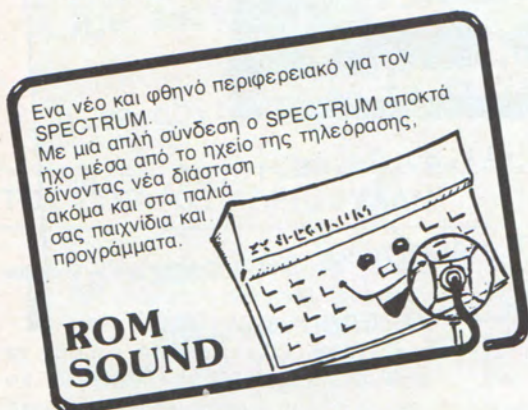 Ενα νέο και φθηνό περιφερειακό για τον
SPECTRUM.
Με μια απλή σύνδεση ο SPECTRUM αποκτά
ήχο μέσα από το ηχείο της τηλεόρασης,
δίνοντας νέα διάσταση
ακόμα και στα παλιά
σας παιχνίδια και
προγράμματα.
ROM
SOUND